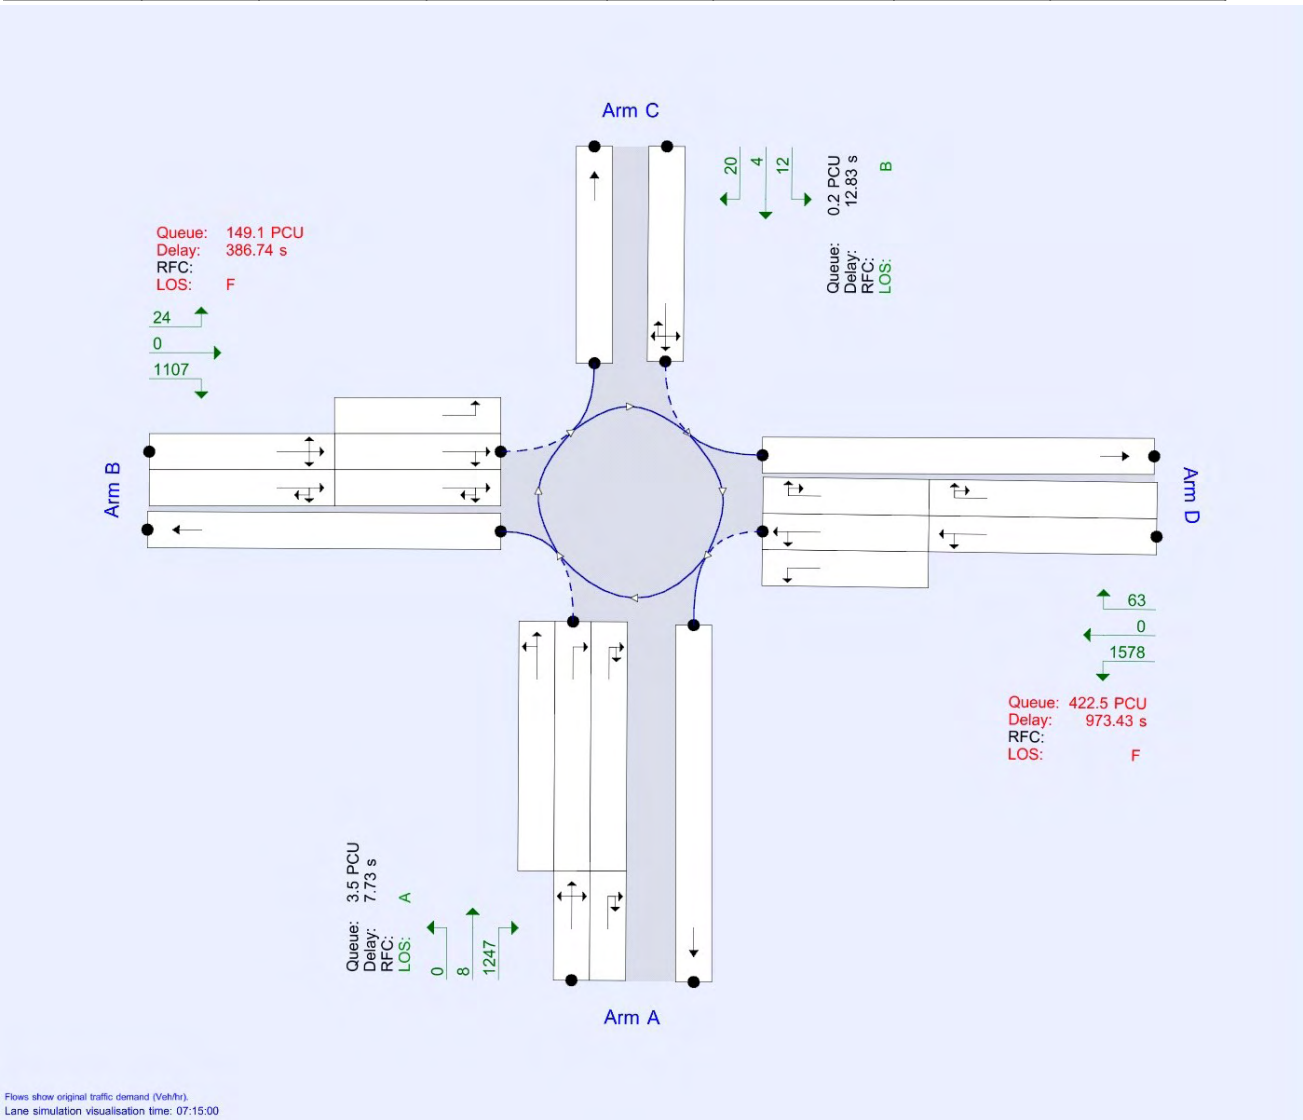 Arm C
20
4
12
Queue: 0.2 PCU
Delay: 12.83 s
RFC:
LOS: B
Queue: 149.1 PCU
Delay: 386.74 s
RFC:
LOS: F
24
0
1107
Arm B
Arm D
63
0
1578
Queue: 422.5 PCU
Delay: 973.43 s
RFC:
LOS: F
Queue: 3.5 PCU
Delay: 7.73 s
RFC:
LOS: A
0
8
1247
Arm A
Flows show original traffic demand (Veh/hr).
Lane simulation visualisation time: 07:15:00